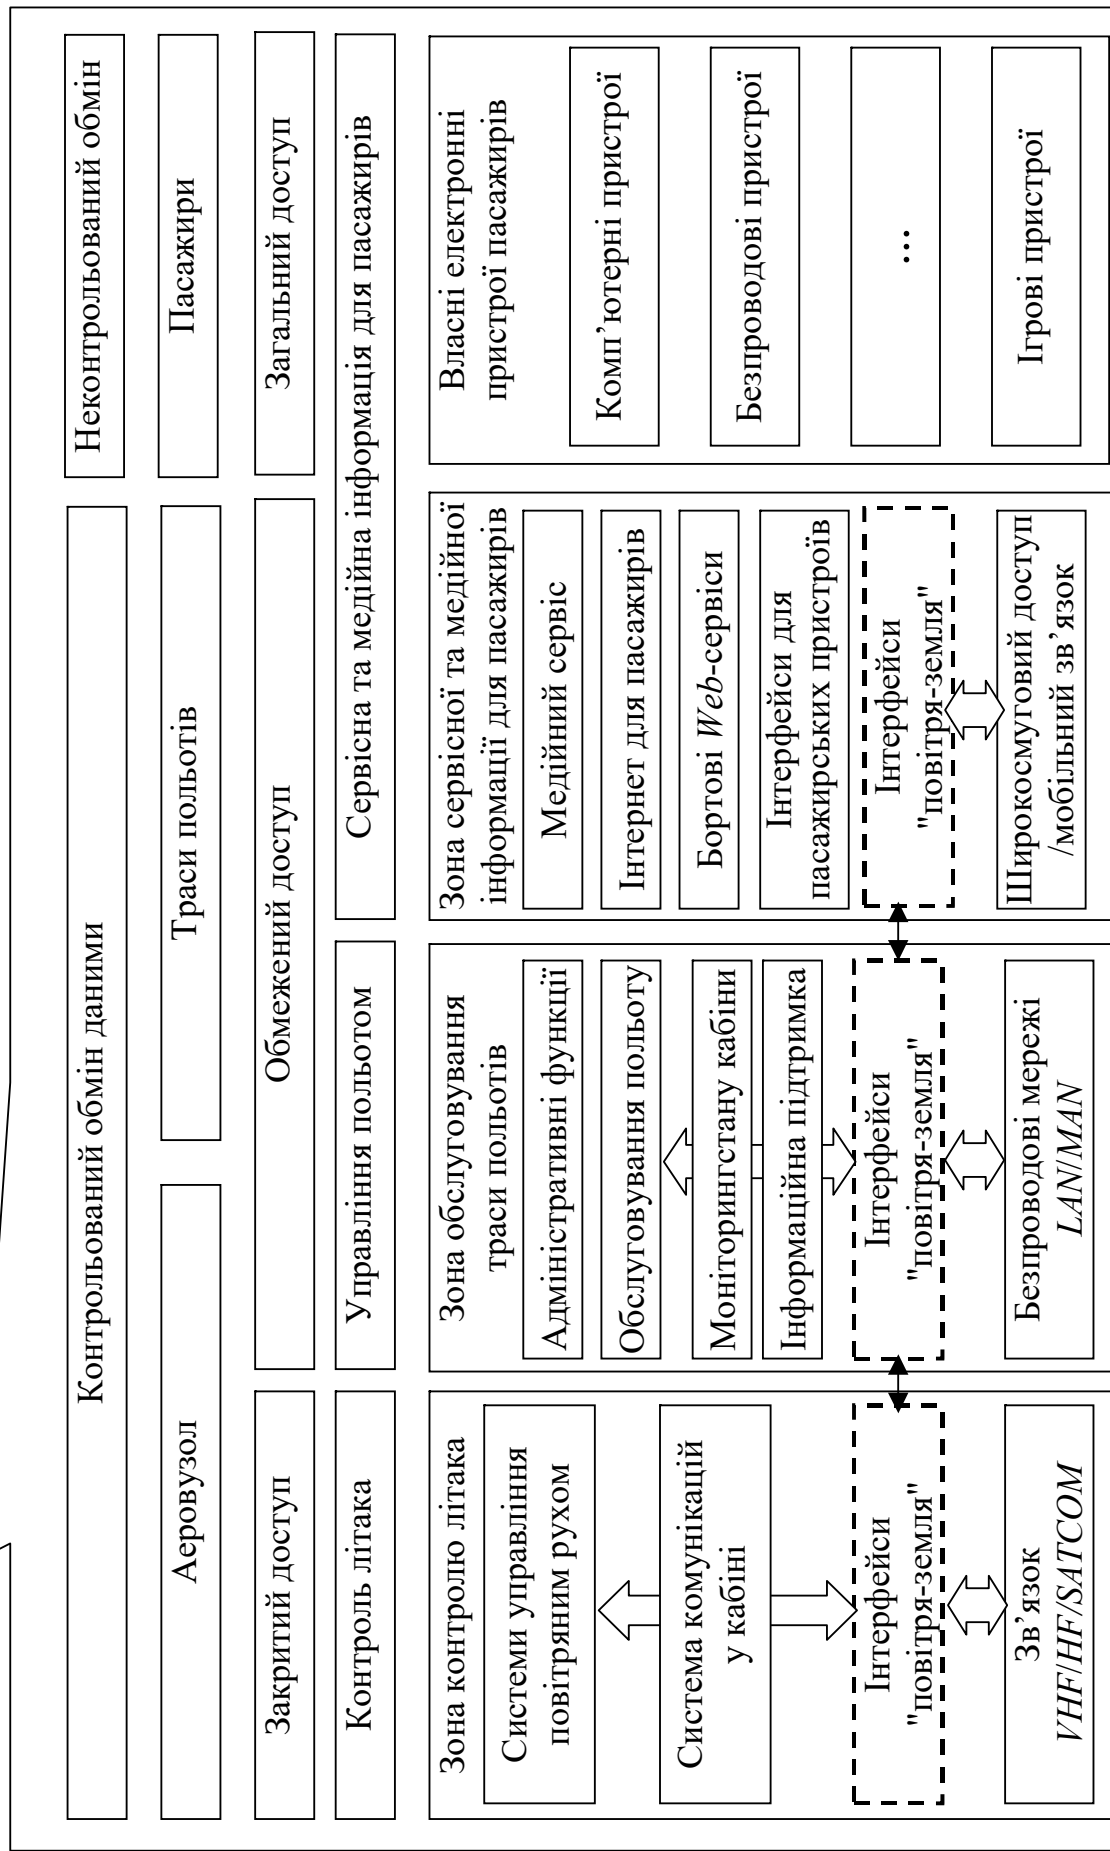 Контрольований обмін даними
Неконтрольований обмін
Аеровузол
Траси польотів
Пасажири
Закритий доступ
Обмежений доступ
Загальний доступ
Контроль літака
Управління польотом
Сервісна та медійна інформація для пасажирів
Зона контролю літака
Системи управління
повітряним рухом
Система комунікацій
у кабіні
Інтерфейси
"повітря-земля"
Зв’язок
VHF/HF/SATCOM
Зона обслуговування
траси польотів
Адміністративні функції
Обслуговування польоту
Моніторингстану кабіни
Інформаційна підтримка
Інтерфейси
"повітря-земля"
Безпроводові мережі
LAN/MAN
Зона сервісної та медійної
інформації для пасажирів
Медійний сервіс
Інтернет для пасажирів
Бортові Web-сервіси
Інтерфейси для
пасажирських пристроїв
Інтерфейси
"повітря-земля"
Широкосмуговий доступ
/мобільний зв’язок
Власні електронні
пристрої пасажирів
Комп’ютерні пристрої
Безпроводові пристрої
...
Ігрові пристрої